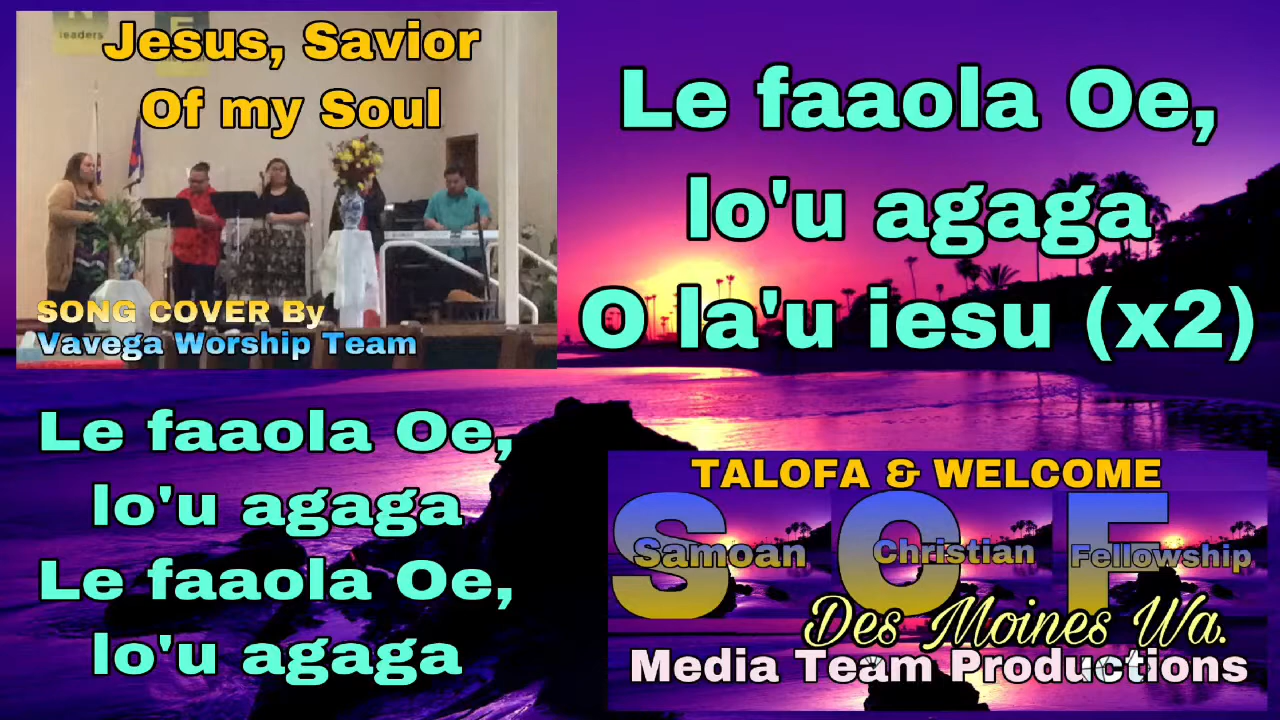 leaders
Jesus, Savior
Of my Soul
SONG COVER By
Vavega Worship Team
Le faaola Oe,
lo'u agaga
O la'u iesu (x2)
Le faaola Oe,
lo'u agaga
Le faaola Oe,
lo'u agaga
TALOFA & WELCOME
S C F
Samoan Christian Fellowship
Des Moines Wa.
Media Team Productions